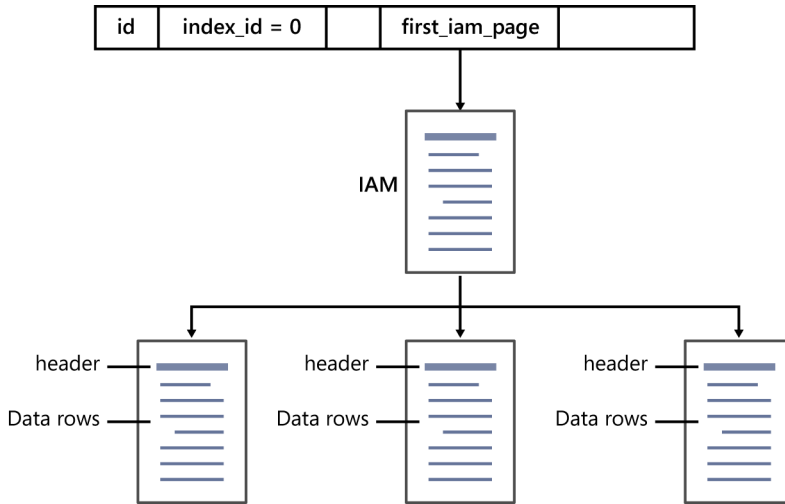 id index_id = 0 first_iam_page
IAM
header header header
Data rows Data rows Data rows